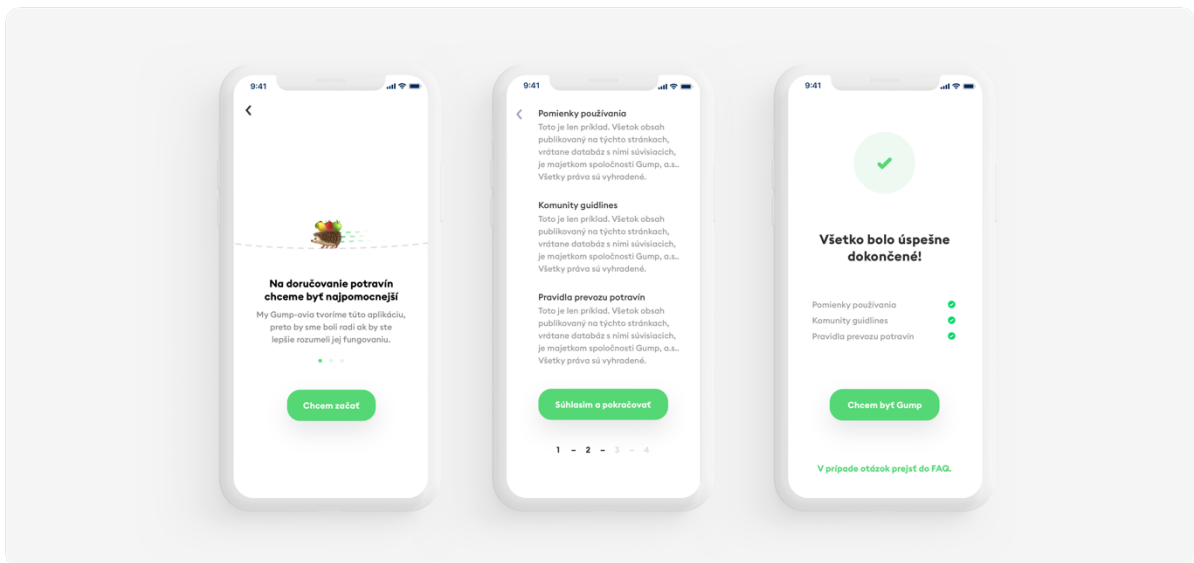 9:41
Na doručovanie potravín
chceme byť najpomocnejší
My Gump-ovia tvoríme túto aplikáciu,
preto by sme boli radi ak by ste
lepšie rozumeli jej fungovaniu.
Chcem začať
9:41
Pomienky používania
Toto je len príklad. Všetok obsah
publikovaný na týchto stránkach,
vrátane databáz s nimi súvisiacich,
je majetkom spoločnosti Gump, a.s..
Všetky práva sú vyhradené.
Komunity guidlines
Toto je len príklad. Všetok obsah
publikovaný na týchto stránkach,
vrátane databáz s nimi súvisiacich,
je majetkom spoločnosti Gump, a.s..
Všetky práva sú vyhradené.
Pravidla prevozu potravín
Toto je len príklad. Všetok obsah
publikovaný na týchto stránkach,
vrátane databáz s nimi súvisiacich,
je majetkom spoločnosti Gump, a.s..
Všetky práva sú vyhradené.
Súhlasim a pokračovať
1 - 2 - 3 - 4
9:41
Všetko bolo úspešne
dokončené!
Pomienky používania
Komunity guidlines
Pravidla prevozu potravín
Chcem byť Gump
V prípade otázok prejsť do FAQ.